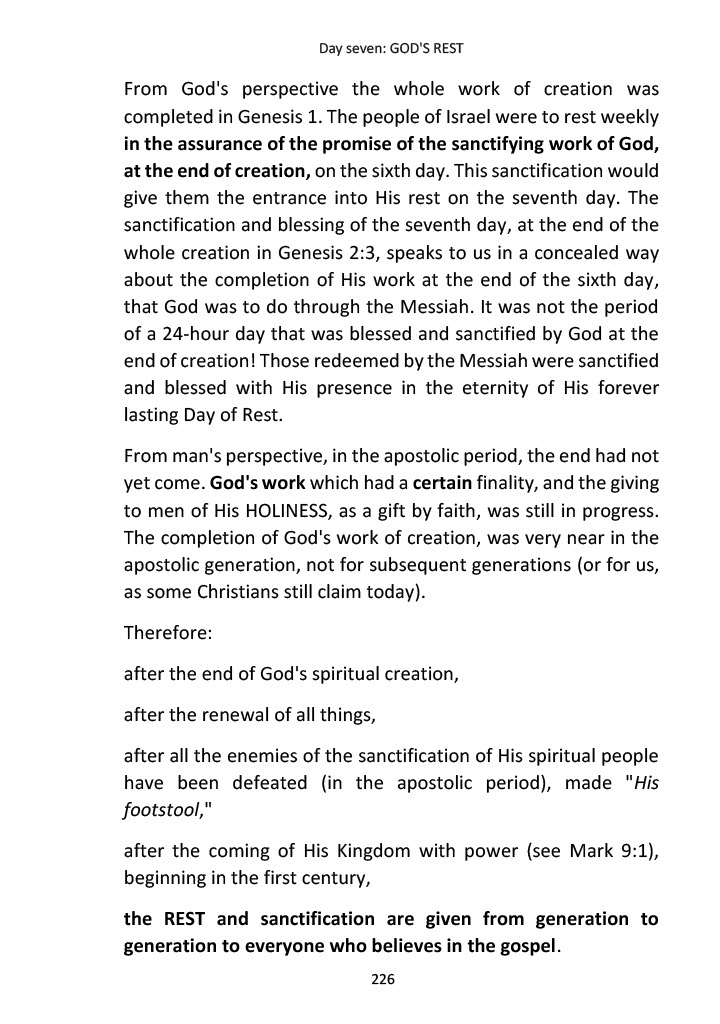 Day seven: GOD'S REST
From God's perspective the whole work of creation was
completed in Genesis 1. The people of Israel were to rest weekly
in the assurance of the promise of the sanctifying work of God,
at the end of creation, on the sixth day. This sanctification would
give them the entrance into His rest on the seventh day. The
sanctification and blessing of the seventh day, at the end of the
whole creation in Genesis 2:3, speaks to us in a concealed way
about the completion of His work at the end of the sixth day,
that God was to do through the Messiah. It was not the period
of a 24-hour day that was blessed and sanctified by God at the
end of creation! Those redeemed by the Messiah were sanctified
and blessed with His presence in the eternity of His forever
lasting Day of Rest.
From man's perspective, in the apostolic period, the end had not
yet come. God's work which had a certain finality, and the giving
to men of His HOLINESS, as a gift by faith, was still in progress.
The completion of God's work of creation, was very near in the
apostolic generation, not for subsequent generations (or for us,
as some Christians still claim today).
Therefore:
after the end of God's spiritual creation,
after the renewal of all things,
after all the enemies of the sanctification of His spiritual people
have been defeated (in the apostolic period), made "His
footstool,"
after the coming of His Kingdom with power (see Mark 9:1),
beginning in the first century,
the REST and sanctification are given from generation to
generation to everyone who believes in the gospel.
226